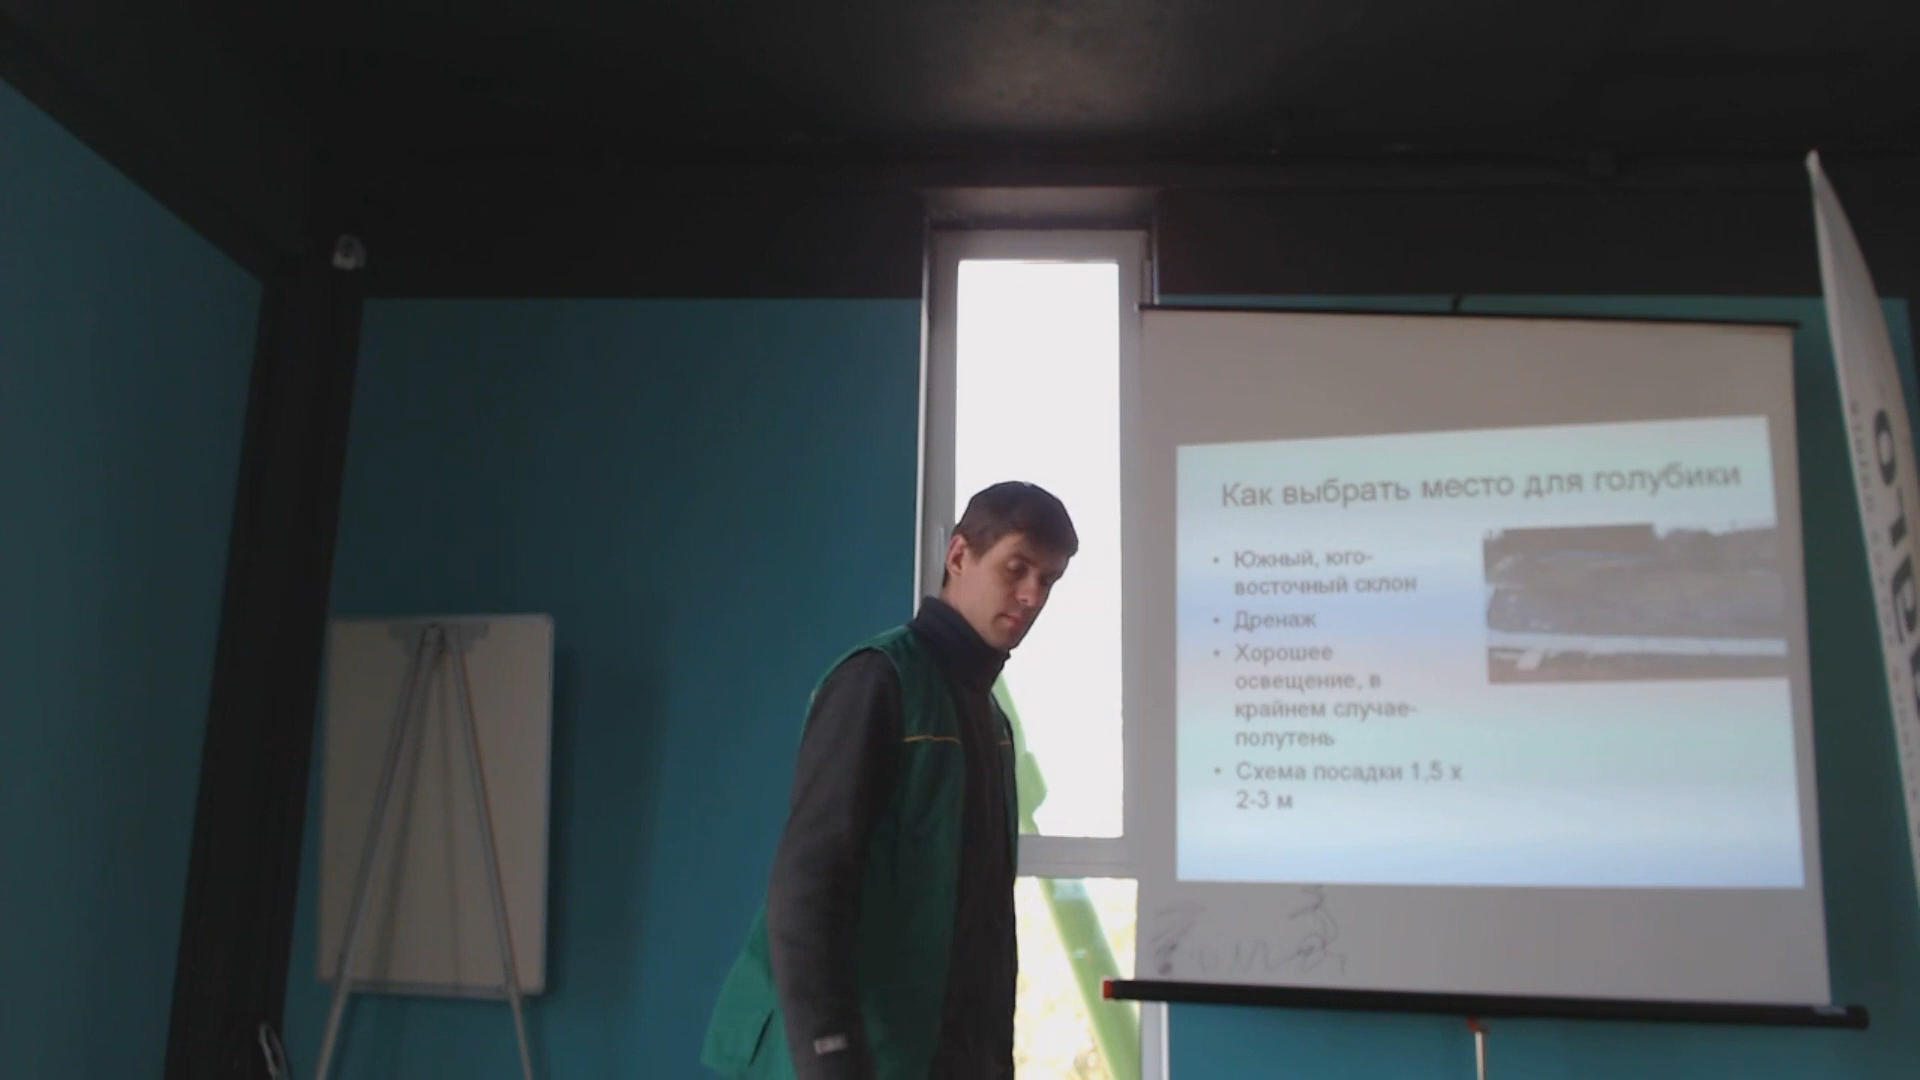 Как выбрать место для голубики
• Южный, юго-
восточный склон
• Дренаж
• Хорошее
освещение, в
крайнем случае-
полутень
• Схема посадки 1,5 х
2-3 м